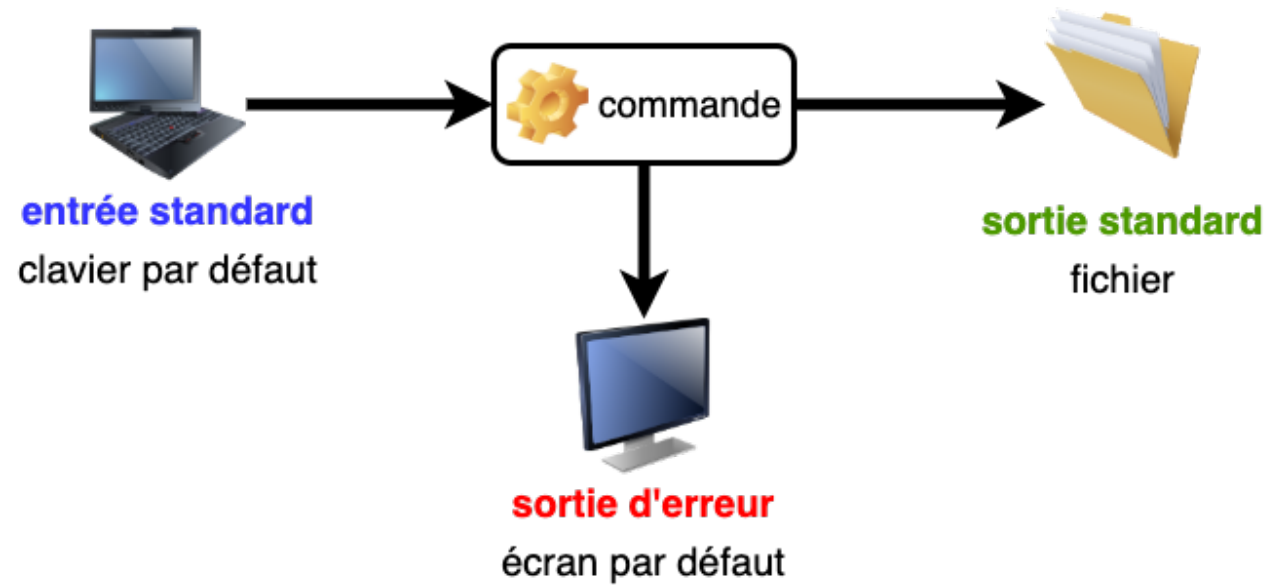 commande
entrée standard
clavier par défaut
sortie standard
fichier
sortie d'erreur
écran par défaut